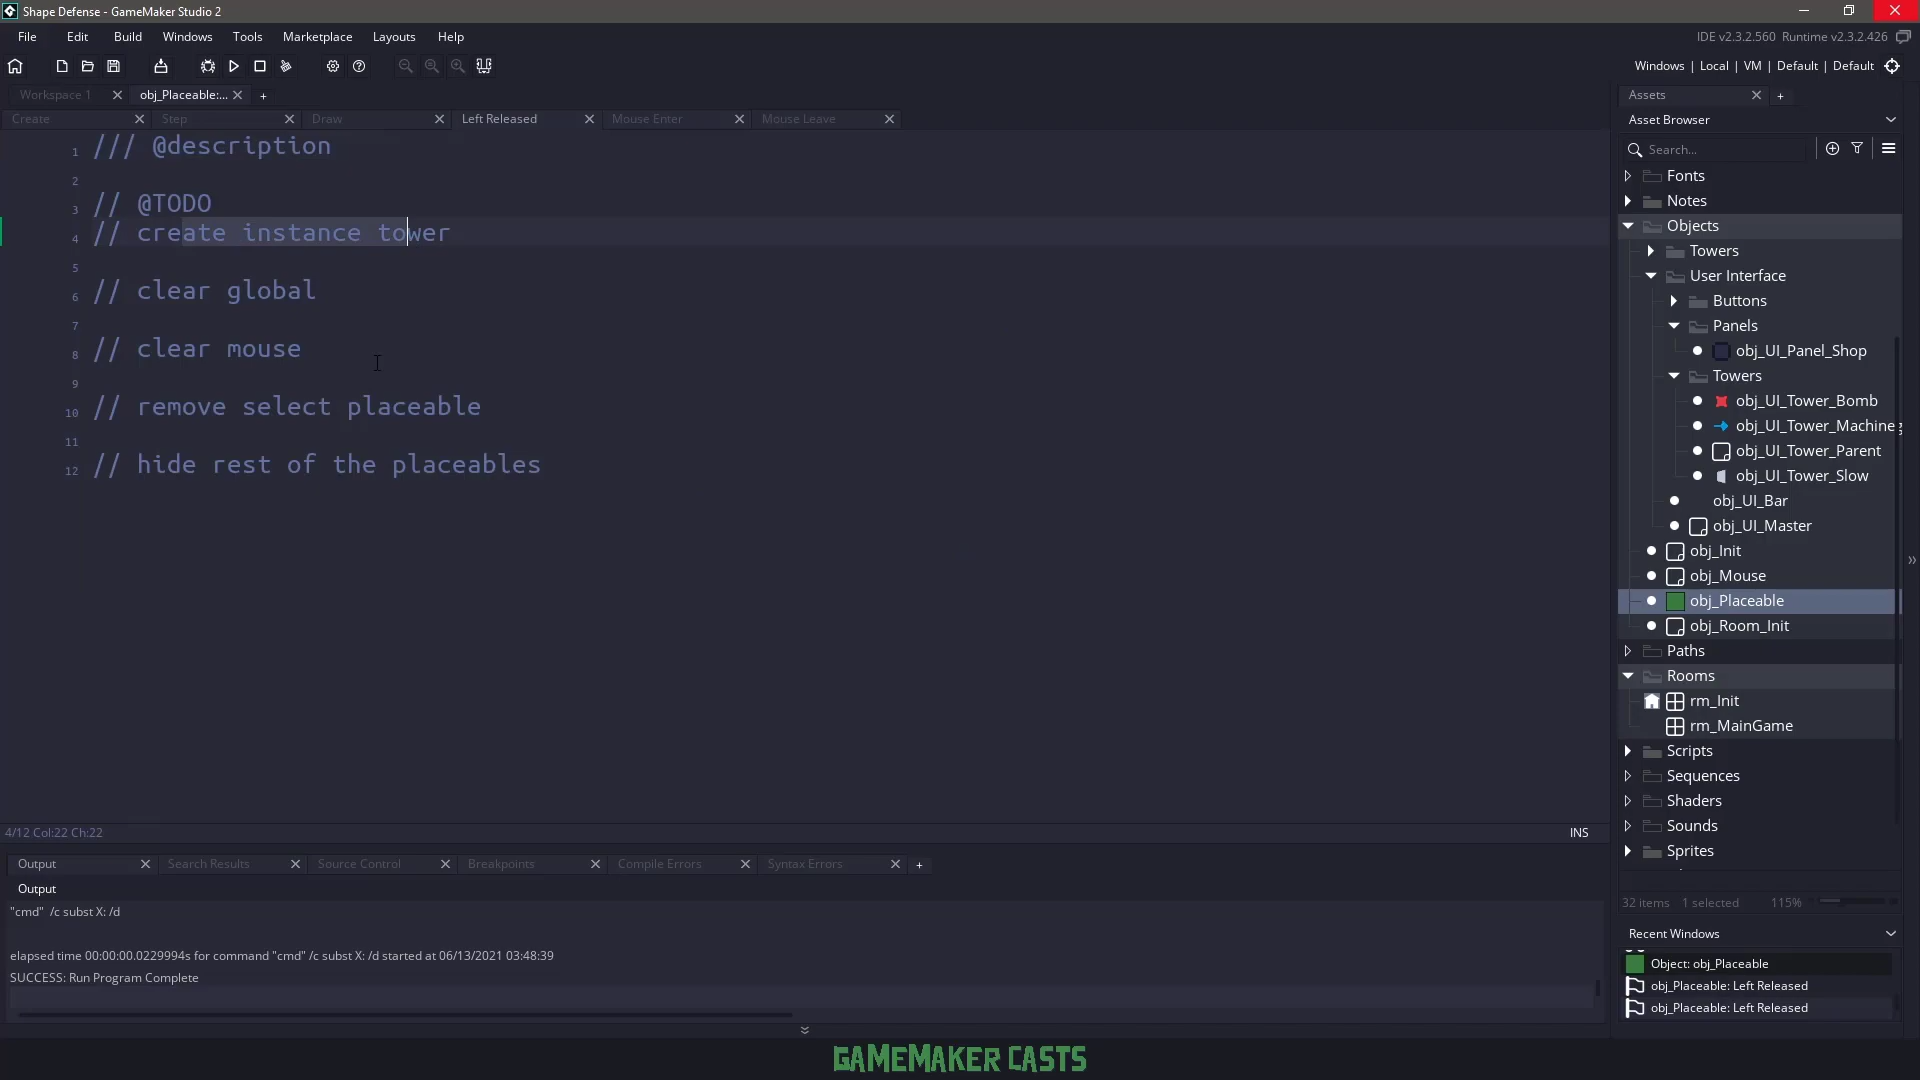 Shape Defense - GameMaker Studio 2
File Edit Build Windows Tools Marketplace Layouts Help
IDE v2.3.2.560 Runtime v2.3.2.426
Windows | Local | VM | Default | Default
Workspace 1 obj_Placeable:... +
Create Step Draw Left Released Mouse Enter Mouse Leave
1 /// @description
2
3 // @TODO
4 // create instance tower
5
6 // clear global
7
8 // clear mouse
9
10 // remove select placeable
11
12 // hide rest of the placeables
4/12 Col:22 Ch:22 INS
Output Search Results Source Control Breakpoints Compile Errors Syntax Errors +
Output
"cmd" /c subst X: /d
elapsed time 00:00:00.0229994s for command "cmd" /c subst X: /d started at 06/13/2021 03:48:39
SUCCESS: Run Program Complete
Assets +
Asset Browser
Search...
Fonts
Notes
Objects
Towers
User Interface
Buttons
Panels
obj_UI_Panel_Shop
Towers
obj_UI_Tower_Bomb
obj_UI_Tower_Machine
obj_UI_Tower_Parent
obj_UI_Tower_Slow
obj_UI_Bar
obj_UI_Master
obj_Init
obj_Mouse
obj_Placeable
obj_Room_Init
Paths
Rooms
rm_Init
rm_MainGame
Scripts
Sequences
Shaders
Sounds
Sprites
32 items 1 selected 115%
Recent Windows
Object: obj_Placeable
obj_Placeable: Left Released
obj_Placeable: Left Released
GAMEMAKER CASTS